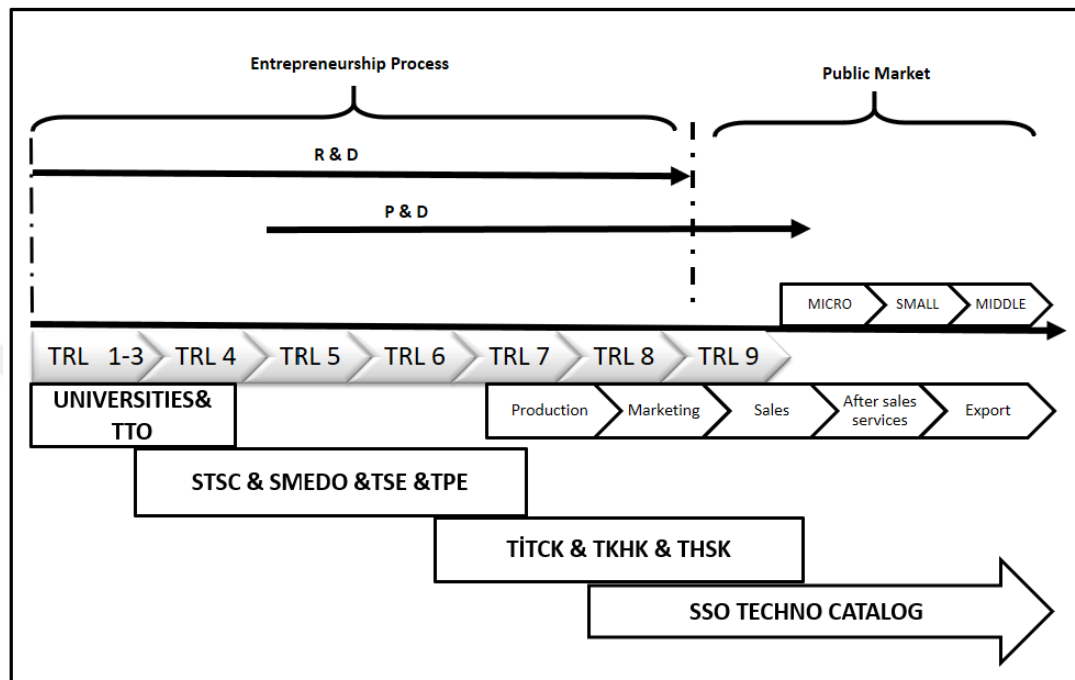 Entrepreneurship Process
Public Market
R & D
P & D
MICRO
SMALL
MIDDLE
TRL 1-3
TRL 4
TRL 5
TRL 6
TRL 7
TRL 8
TRL 9
UNIVERSITIES&
TTO
Production
Marketing
Sales
After sales
services
Export
STSC & SMEDO &TSE &TPE
TİTCK & TKHK & THSK
SSO TECHNO CATALOG